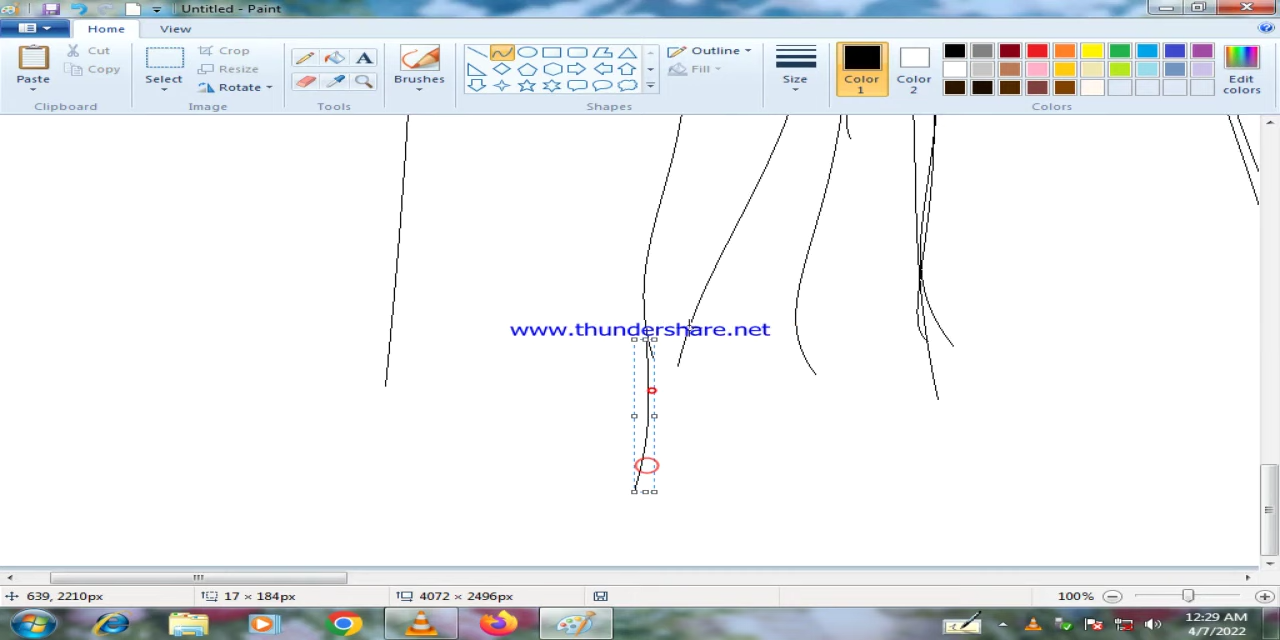 Untitled - Paint
Home View
Paste
Cut
Copy
Clipboard
Select
Crop
Resize
Rotate
Image
A
Tools
Brushes
Outline
Fill
Shapes
Size
Color 1
Color 2
Edit colors
Colors
www.thundershare.net
639, 2210px
17 × 184px
4072 × 2496px
100%
12:29 AM
4/7/2022